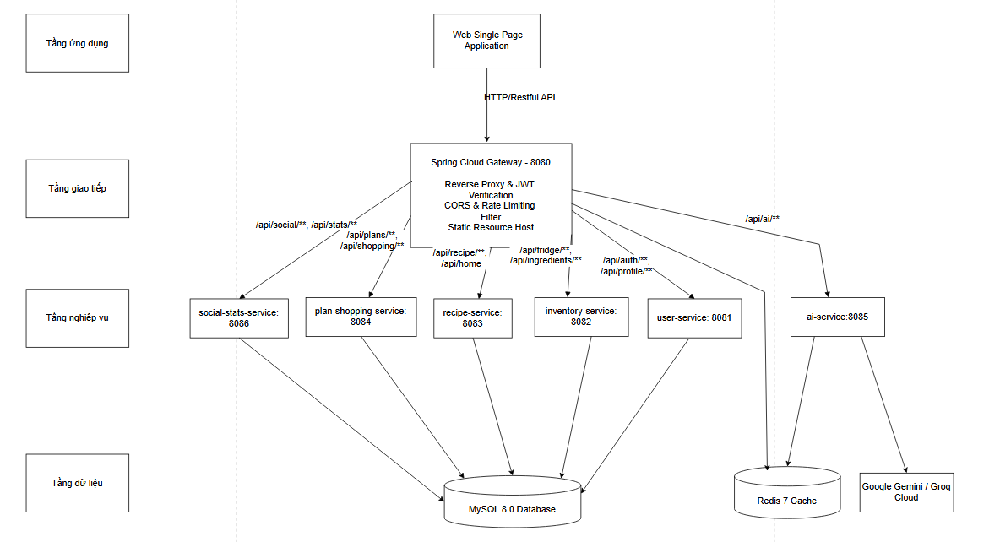 Tầng ứng dụng
Web Single Page
Application
HTTP/Restful API
Tầng giao tiếp
Spring Cloud Gateway - 8080
Reverse Proxy & JWT
Verification
CORS & Rate Limiting
Filter
Static Resource Host
/api/social/**, /api/stats/**
/api/plans/**,
/api/shopping/**
/api/recipe/**,
/api/home
/api/fridge/**,
/api/ingredients/**
/api/auth/**,
/api/profile/**
/api/ai/**
Tầng nghiệp vụ
social-stats-service:
8086
plan-shopping-service:
8084
recipe-service:
8083
inventory-service:
8082
user-service: 8081
ai-service:8085
Tầng dữ liệu
MySQL 8.0 Database
Redis 7 Cache
Google Gemini / Groq
Cloud